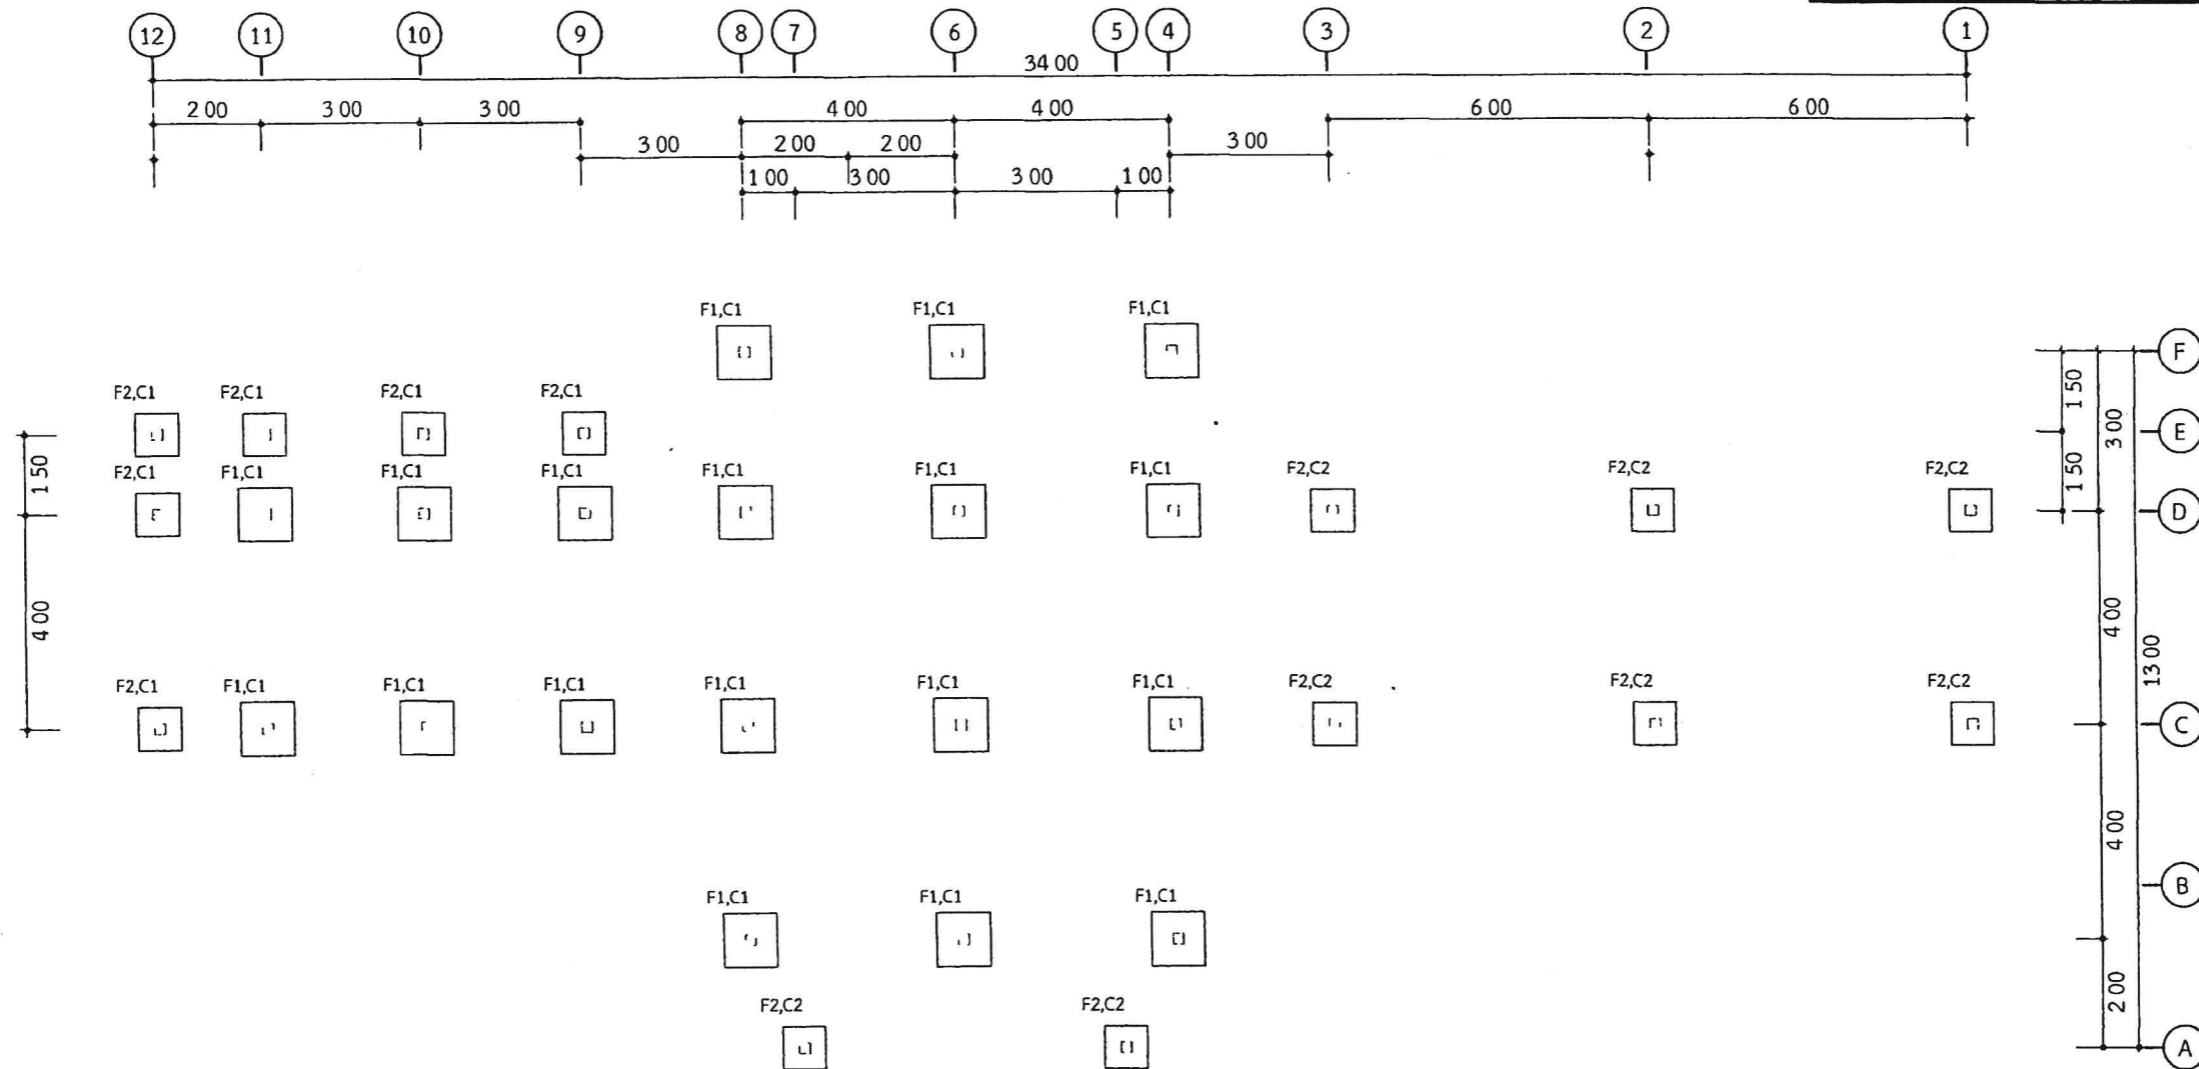 12 11 10 9 8 7 6 5 4 3 2 1
34 00
2 00 3 00 3 00 4 00 4 00 6 00 6 00
3 00 2 00 2 00 3 00
1 00 3 00 3 00 1 00
F1,C1 F1,C1 F1,C1
F
1 50
F2,C1 F2,C1 F2,C1 F2,C1
3 00
E
1 50
F2,C1 F1,C1 F1,C1 F1,C1 F1,C1 F1,C1 F1,C1 F2,C2 F2,C2 F2,C2
1 50
D
4 00
4 00
13 00
F2,C1 F1,C1 F1,C1 F1,C1 F1,C1 F1,C1 F1,C1 F2,C2 F2,C2 F2,C2
C
4 00
F1,C1 F1,C1 F1,C1
B
2 00
F2,C2 F2,C2
A